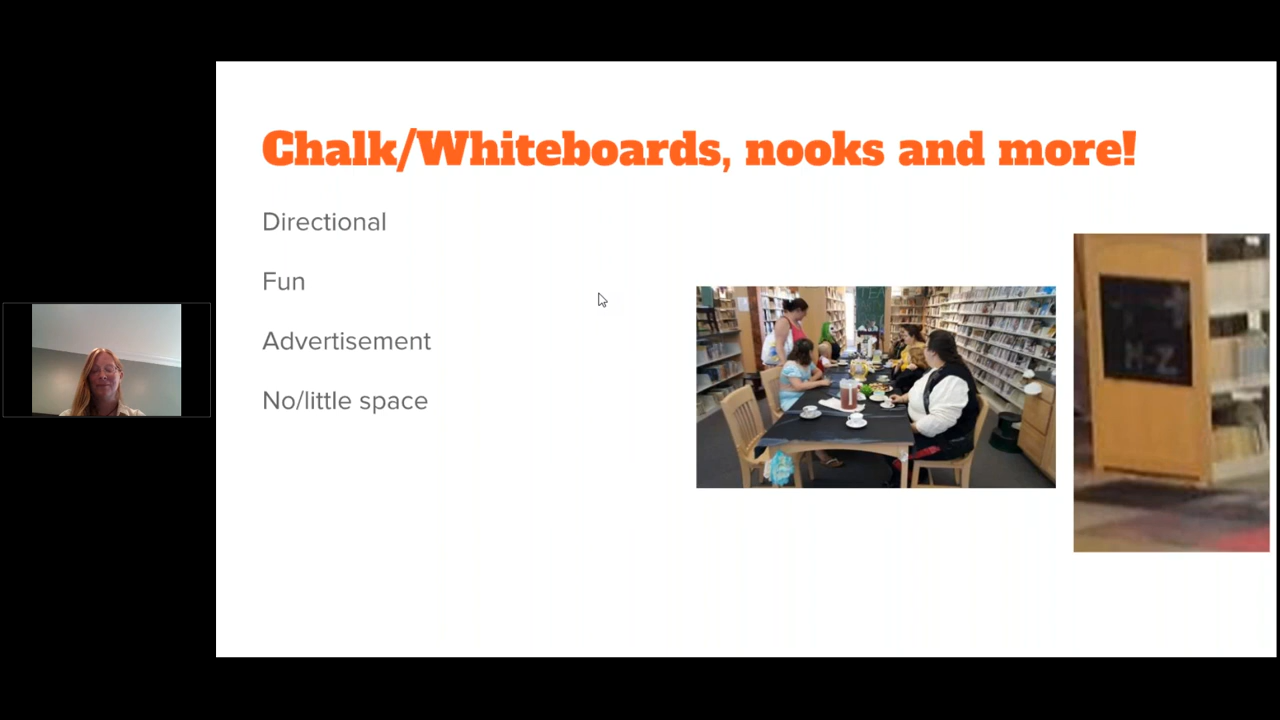 Chalk/Whiteboards, nooks and more!
Directional
Fun
Advertisement
No/little space
M-Z